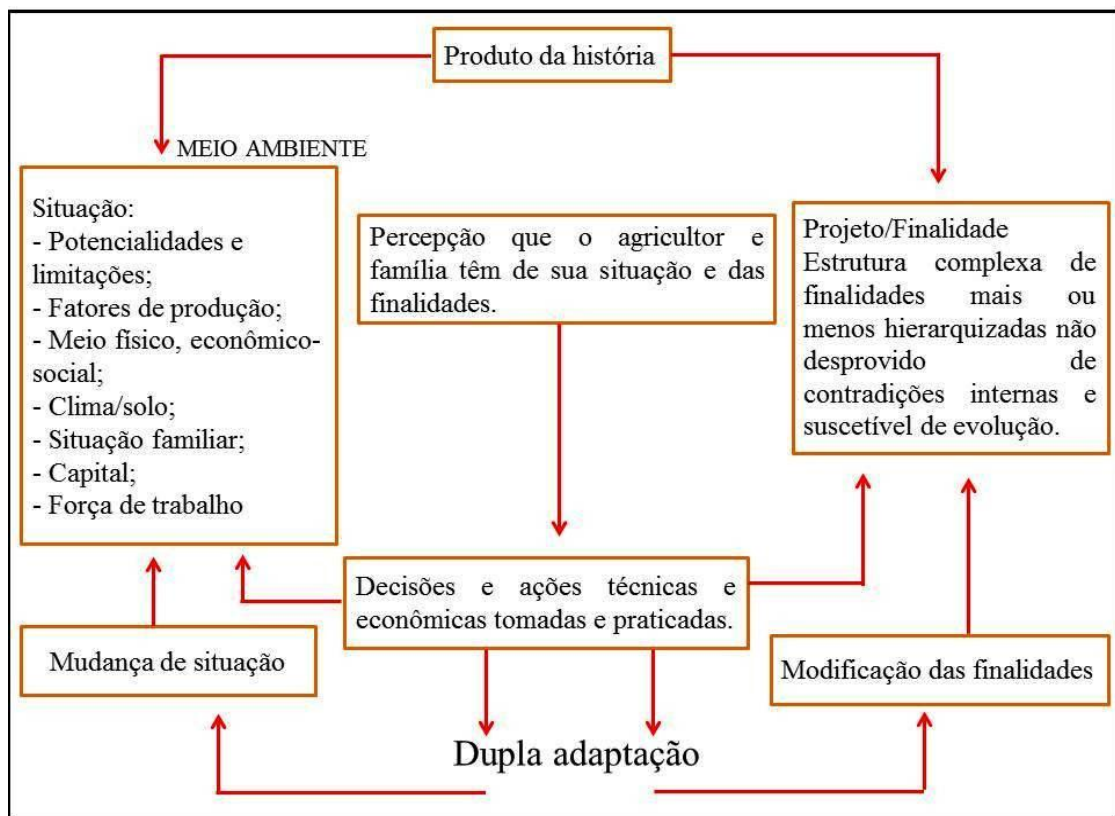 Produto da história
MEIO AMBIENTE
Situação:
- Potencialidades e
limitações;
- Fatores de produção;
- Meio físico, econômico-
social;
- Clima/solo;
- Situação familiar;
- Capital;
- Força de trabalho
Percepção que o agricultor e
família têm de sua situação e das
finalidades.
Projeto/Finalidade
Estrutura complexa de
finalidades mais ou
menos hierarquizadas não
desprovido de
contradições internas e
suscetível de evolução.
Decisões e ações técnicas e
econômicas tomadas e praticadas.
Mudança de situação
Modificação das finalidades
Dupla adaptação